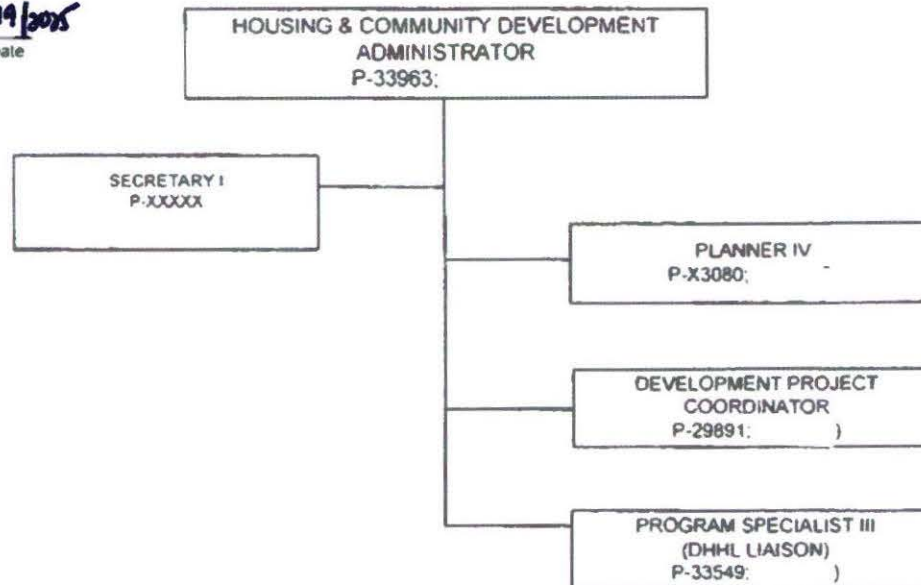 19/2025
HOUSING & COMMUNITY DEVELOPMENT
ADMINISTRATOR
P-33963;
SECRETARY I
P-XXXXX
PLANNER IV
P-X3080;
DEVELOPMENT PROJECT
COORDINATOR
P-29891; )
PROGRAM SPECIALIST III
(DHHL LIAISON)
P-33549; )